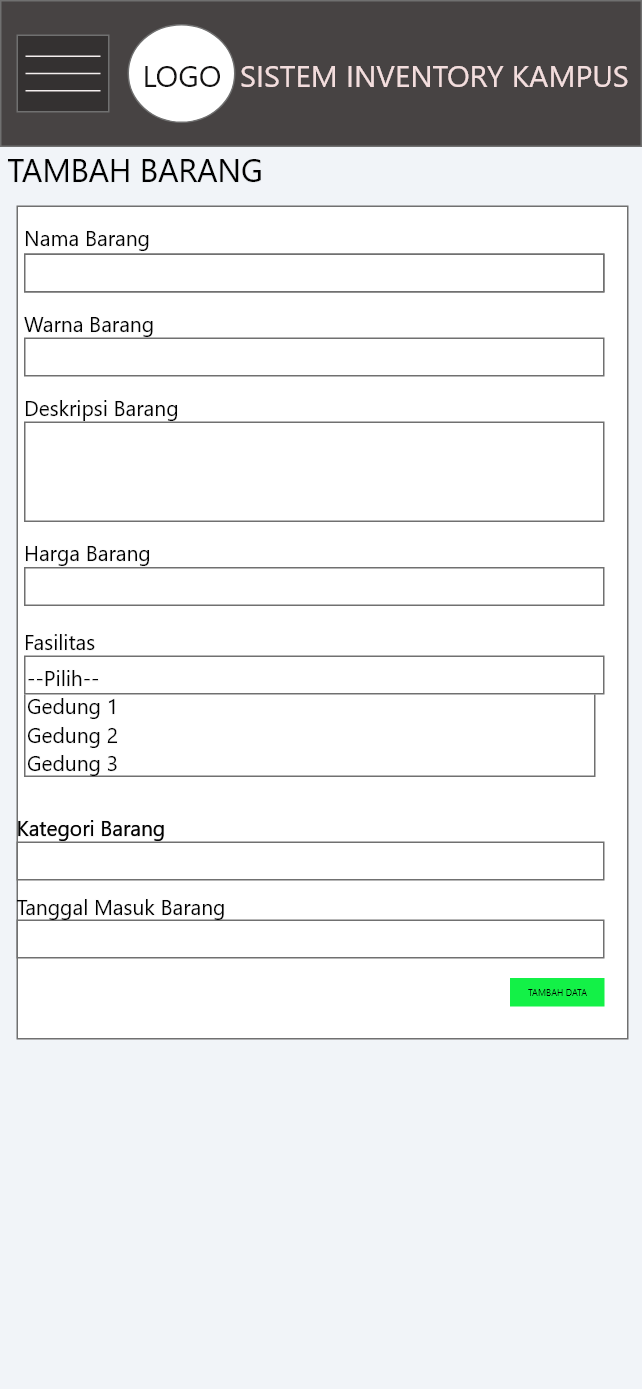 LOGO SISTEM INVENTORY KAMPUS
TAMBAH BARANG
Nama Barang
Warna Barang
Deskripsi Barang
Harga Barang
Fasilitas
--Pilih--
Gedung 1
Gedung 2
Gedung 3
Kategori Barang
Tanggal Masuk Barang
TAMBAH DATA